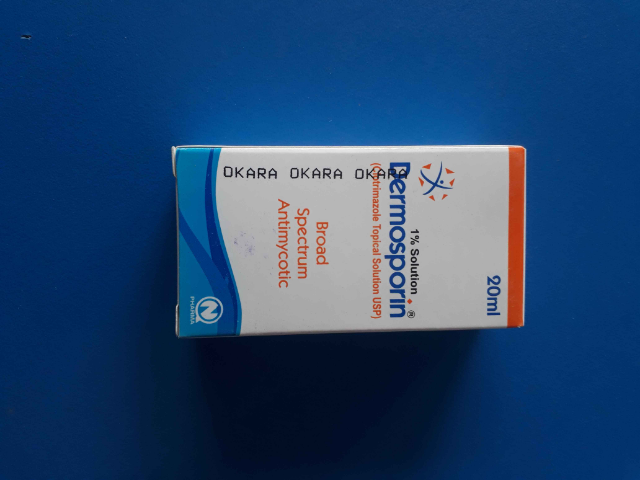 20ml
1% Solution
Dermosporin®
(Clotrimazole Topical Solution USP)
OKARA OKARA OKARA
Broad
Spectrum
Antimycotic
N
PHARMA